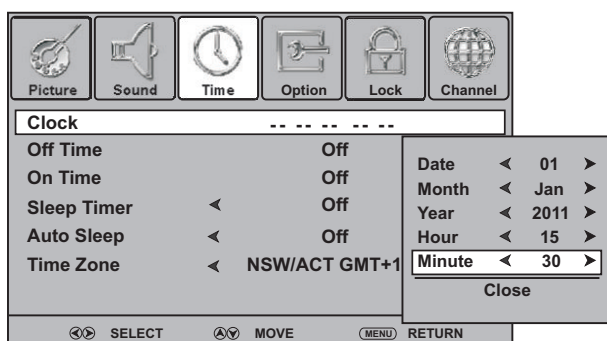 Picture Sound Time Option Lock Channel
Clock -- -- -- -- --
Off Time Off
On Time Off
Sleep Timer Off
Auto Sleep Off
Time Zone NSW/ACT GMT+1
Date 01
Month Jan
Year 2011
Hour 15
Minute 30
Close
SELECT MOVE MENU RETURN